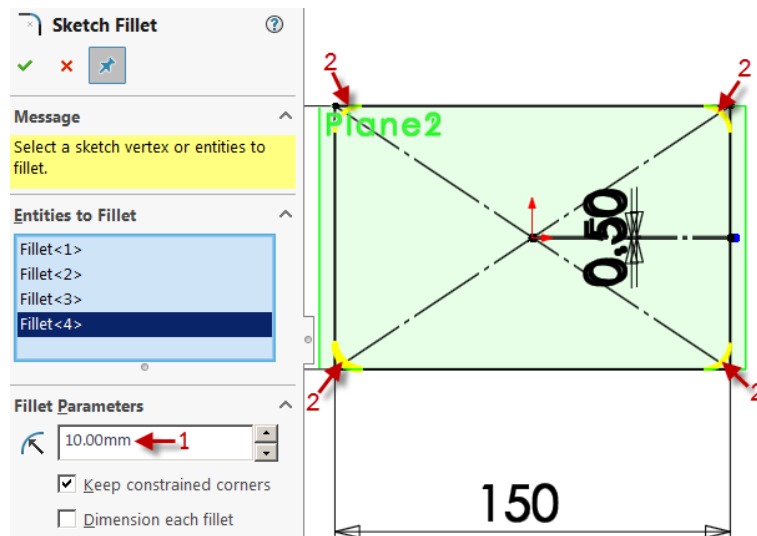 Sketch Fillet
Message
Select a sketch vertex or entities to
fillet.
Entities to Fillet
Fillet<1>
Fillet<2>
Fillet<3>
Fillet<4>
Fillet Parameters
10.00mm
1
Keep constrained corners
Dimension each fillet
2
2
Plane2
0.50
2
2
150